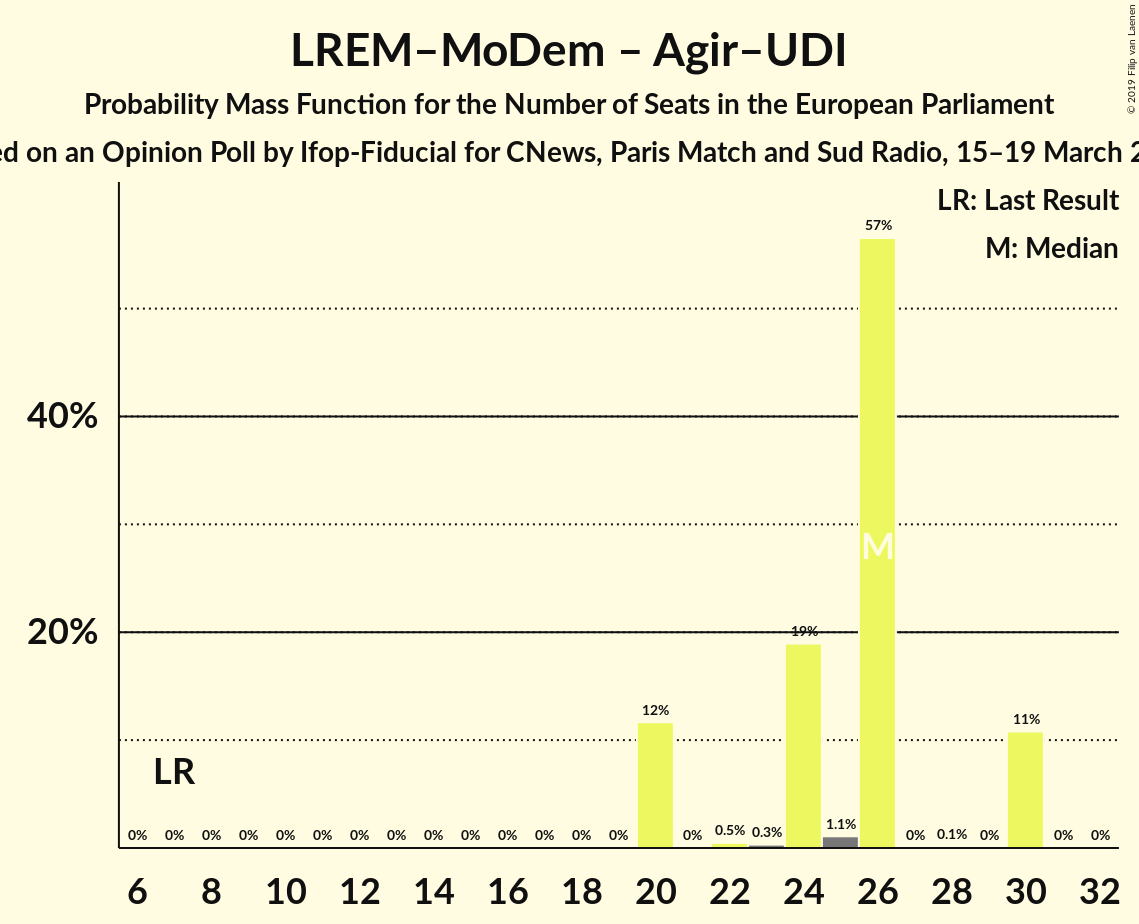 LREM–MoDem – Agir–UDI
Probability Mass Function for the Number of Seats in the European Parliament
ed on an Opinion Poll by Ifop-Fiducial for CNews, Paris Match and Sud Radio, 15–19 March 2
© 2019 Filip van Laenen
LR: Last Result
M: Median
57%
40%
M
20%
19%
12%
11%
LR
0% 0% 0% 0% 0% 0% 0% 0% 0% 0% 0% 0% 0% 0% 0% 0.5% 0.3% 1.1% 0% 0.1% 0% 0% 0%
6 8 10 12 14 16 18 20 22 24 26 28 30 32